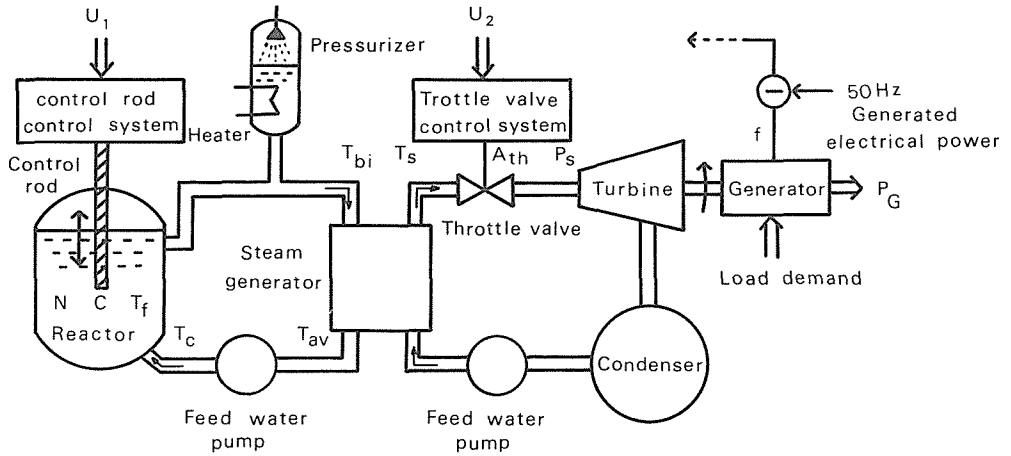 U1
U2
Pressurizer
control rod
control system
Heater
Trottle valve
control system
50Hz
Generated
electrical power
f
Control
rod
Tbi
Ts
Ath
Ps
Turbine
Generator
PG
Throttle valve
Steam
generator
Load demand
N C Tf
Reactor
Tc
Tav
Condenser
Feed water
pump
Feed water
pump